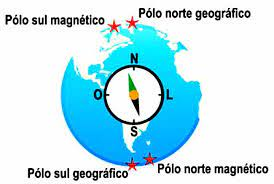 Pólo sul magnético
Pólo norte geográfico
N
O
L
S
Pólo sul geográfico
Pólo norte magnético